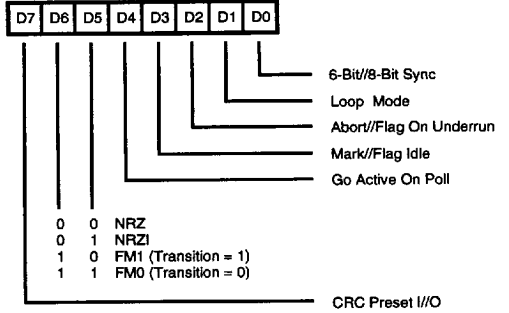 D7 D6 D5 D4 D3 D2 D1 D0
6-Bit//8-Bit Sync
Loop Mode
Abort//Flag On Underrun
Mark//Flag Idle
Go Active On Poll
0 0 NRZ
0 1 NRZI
1 0 FM1 (Transition = 1)
1 1 FM0 (Transition = 0)
CRC Preset I//O